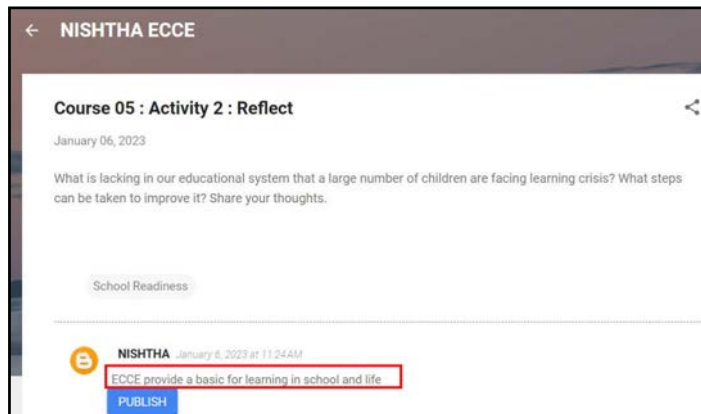 ← NISHTHA ECCE
Course 05 : Activity 2 : Reflect
January 06, 2023
What is lacking in our educational system that a large number of children are facing learning crisis? What steps
can be taken to improve it? Share your thoughts.
School Readiness
NISHTHA January 6, 2023 at 11:24 AM
ECCE provide a basic for learning in school and life
PUBLISH